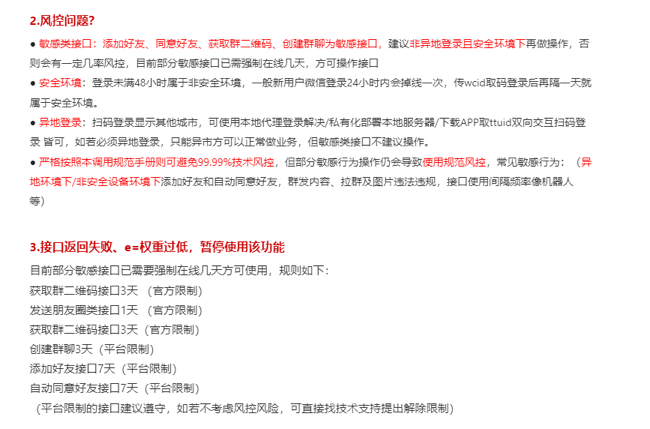 2.风控问题?
● 敏感类接口：添加好友、同意好友、获取群二维码、创建群聊为敏感接口，建议非异地登录且安全环境下再做操作，否
则会有一定几率风控，目前部分敏感接口已需强制在线几天，方可操作接口
● 安全环境：登录未满48小时属于非安全环境，一般新用户微信登录24小时内会掉线一次，传wcid取码登录后再隔一天就
属于安全环境。
● 异地登录：扫码登录显示其他城市，可使用本地代理登录解决/私有化部署本地服务器/下载APP取ttuid双向交互扫码登
录 皆可，如若必须异地登录，只能异市方可以正常做业务，但敏感类接口不建议操作。
● 严格按照本调用规范手册则可避免99.99%技术风控，但部分敏感行为操作仍会导致使用规范风控，常见敏感行为：（异
地环境下/非安全设备环境下添加好友和自动同意好友，群发内容、拉群及图片违法违规，接口使用间隔频率像机器人
等）
3.接口返回失败、e=权重过低，暂停使用该功能
目前部分敏感接口已需要强制在线几天方可使用，规则如下：
获取群二维码接口3天 （官方限制）
发送朋友圈类接口1天 （官方限制）
获取群二维码接口3天（官方限制）
创建群聊3天（平台限制）
添加好友接口7天（平台限制）
自动同意好友接口7天（平台限制）
（平台限制的接口建议遵守，如若不考虑风控风险，可直接找技术支持提出解除限制）